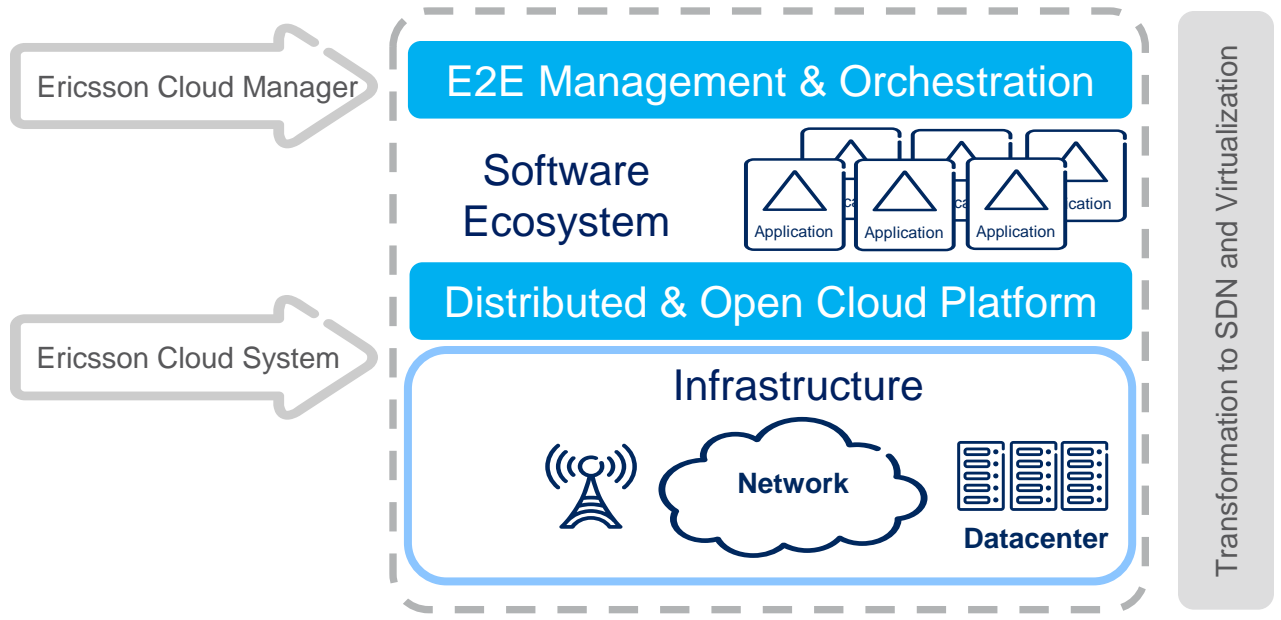 Ericsson Cloud Manager
E2E Management & Orchestration
Software
Ecosystem
Application
Application
Application
Ericsson Cloud System
Distributed & Open Cloud Platform
Infrastructure
Network
Datacenter
Transformation to SDN and Virtualization